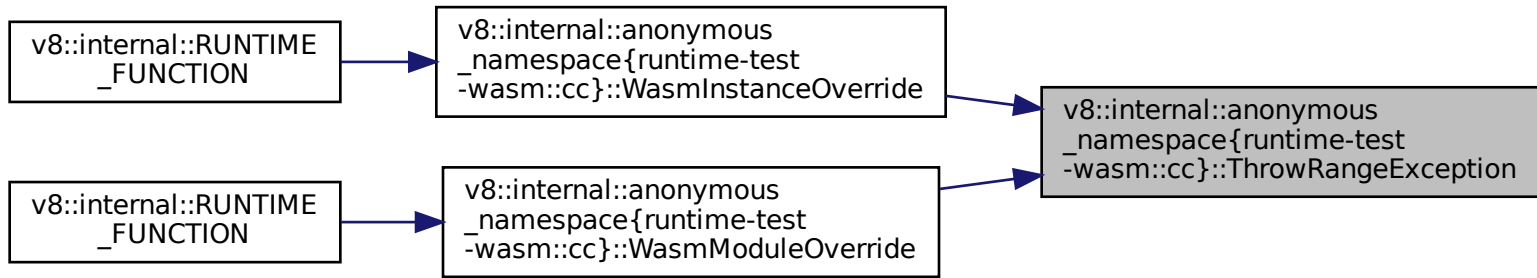 v8::internal::RUNTIME
_FUNCTION
v8::internal::anonymous
_namespace{runtime-test
-wasm::cc}::WasmInstanceOverride
v8::internal::anonymous
_namespace{runtime-test
-wasm::cc}::ThrowRangeException
v8::internal::RUNTIME
_FUNCTION
v8::internal::anonymous
_namespace{runtime-test
-wasm::cc}::WasmModuleOverride